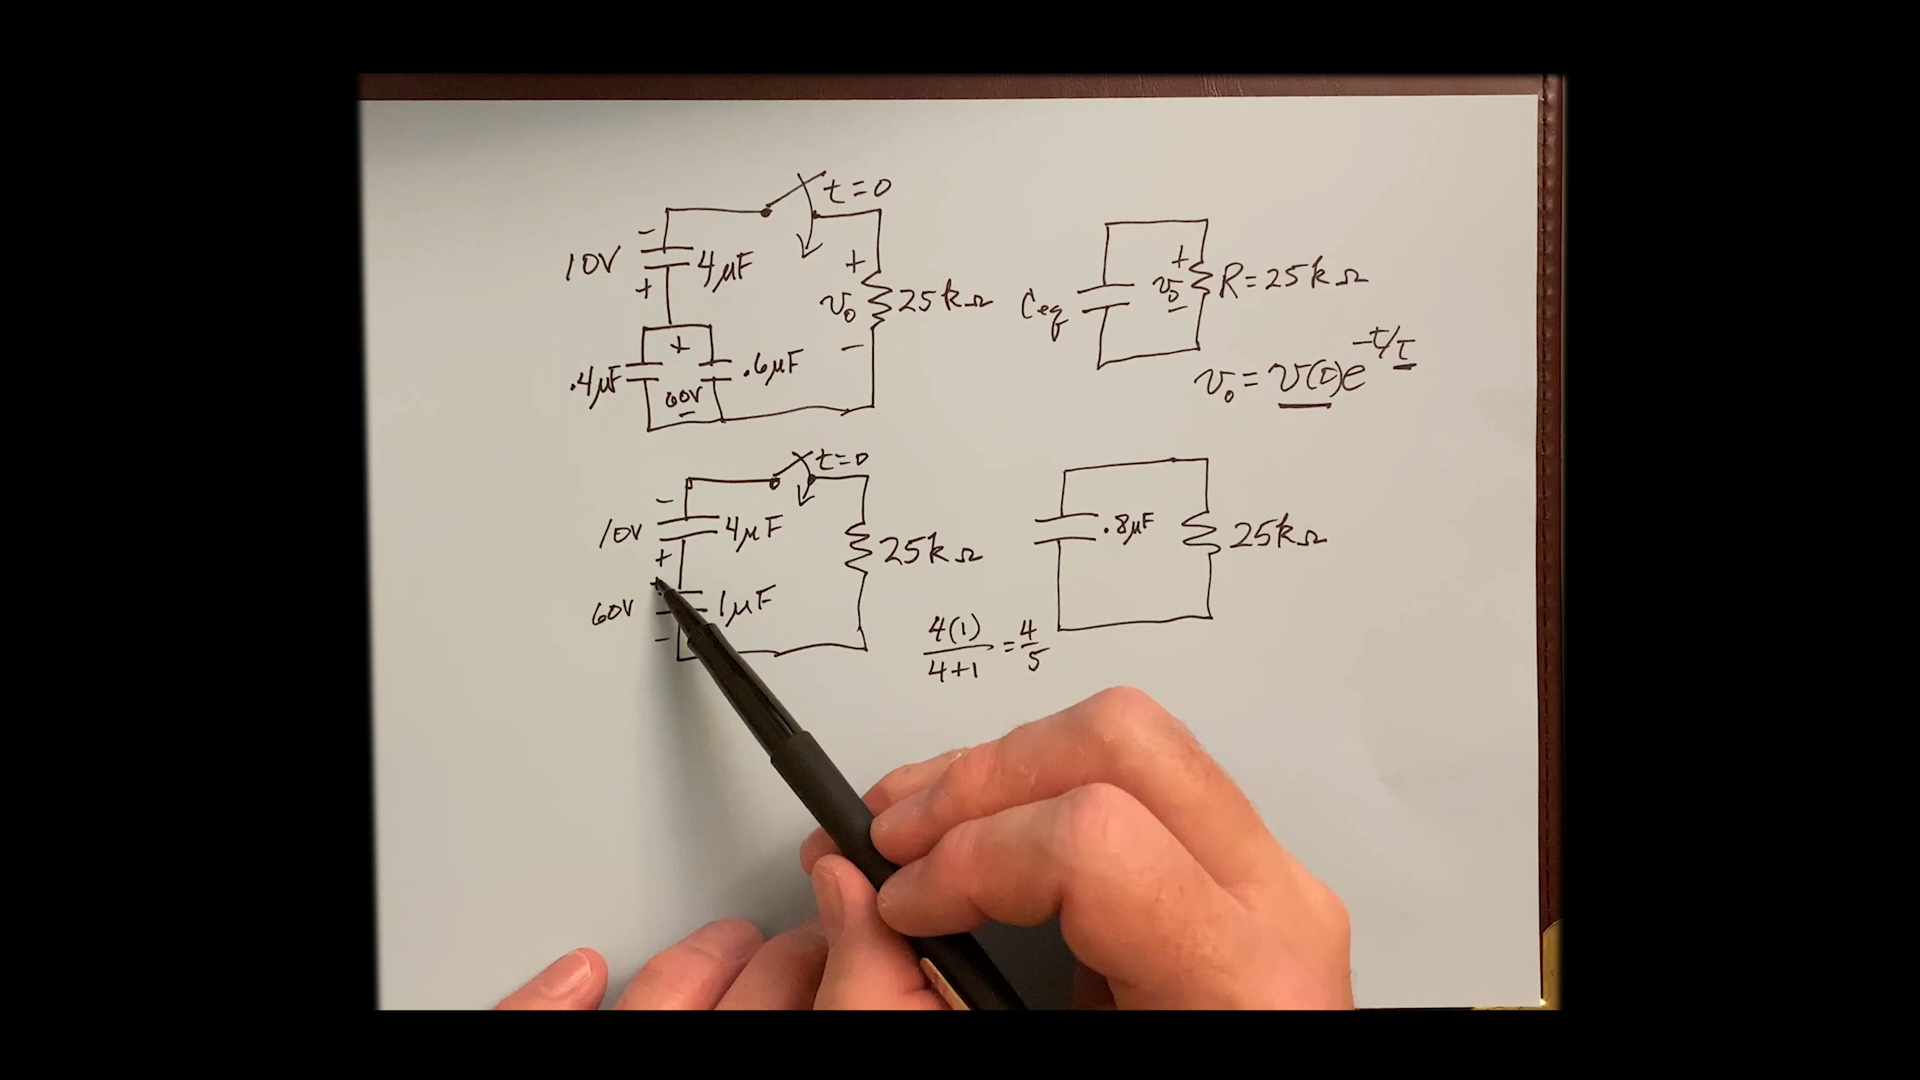 t=0
-
10V
4μF
+
+
v₀
25kΩ
-
.4μF
+
60V
-
.6μF
Ceq
+
v₀
-
R=25kΩ
v₀=v(0)e^-t/τ
t=0
-
10V
4μF
+
25kΩ
60V
1μF
-
.8μF
25kΩ
4(1)/4+1=4/5